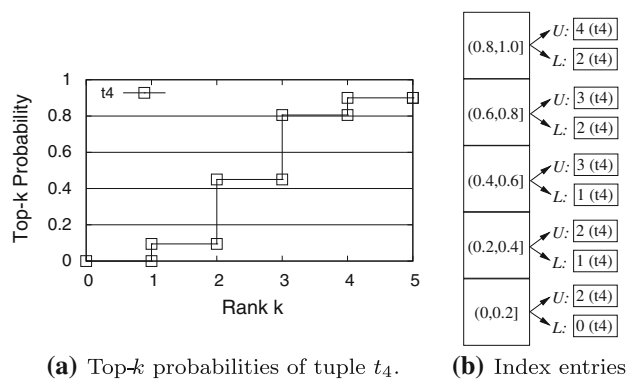 t4
1
0.8
0.6
0.4
0.2
0
0 1 2 3 4 5
Top-k Probability
Rank k
(a) Top-k probabilities of tuple t4.
(0.8,1.0] U: 4 (t4)
L: 2 (t4)
(0.6,0.8] U: 3 (t4)
L: 2 (t4)
(0.4,0.6] U: 3 (t4)
L: 1 (t4)
(0.2,0.4] U: 2 (t4)
L: 1 (t4)
(0,0.2] U: 2 (t4)
L: 0 (t4)
(b) Index entries